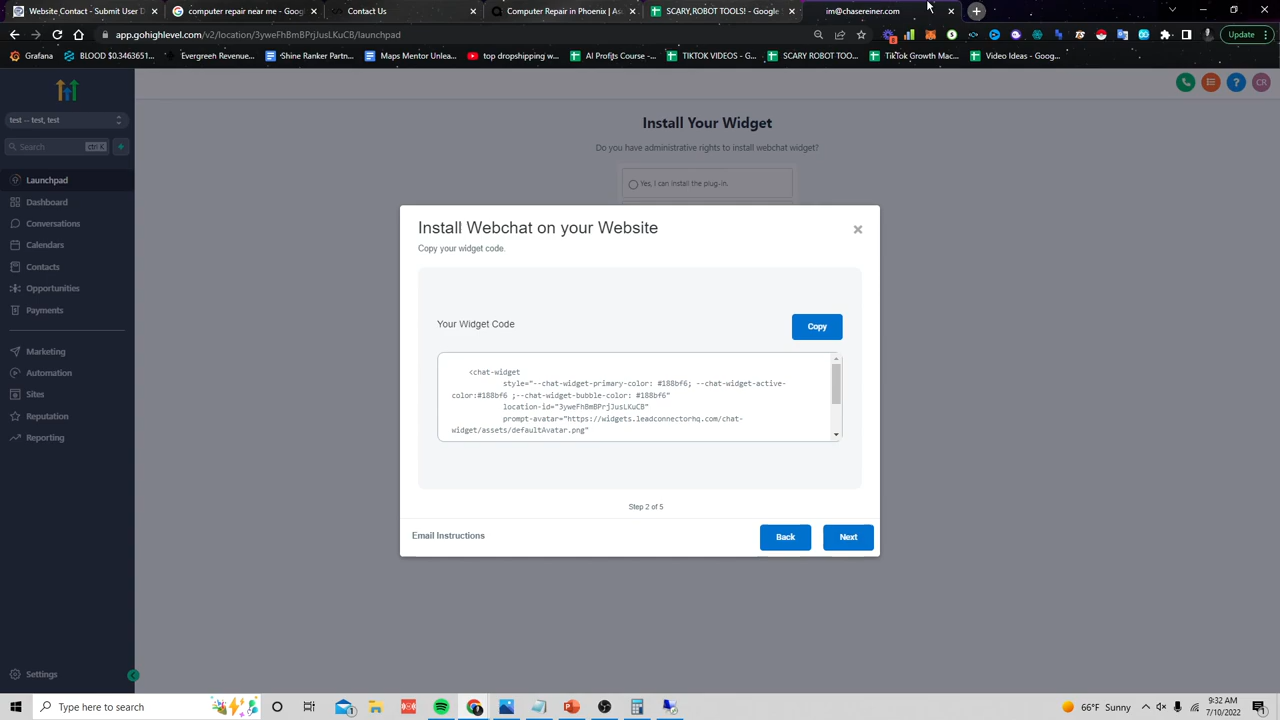 Website Contact Support - Googl
computer repair near me - Googl
Contact Us
Computer Repair in Phoenix | Co
SCARY ROBOT TOOLS! - Google
rin@aserincenter.com
app.gohighlevel.com/v2/location/3yweFhBmBPrjJusLKuCB/launchpad
Update
Grafana
BLOOD $0.3463651...
Evergreen Revenue...
Shine Ranker Partn...
Maps Mentor Unlea...
top dropshipping w...
AI Profits Course -...
TIKTOK VIDEOS - G...
SCARY ROBOT TOO...
TikTok Growth Mac...
Video Ideas - Goog...
test -- test, test
Search
Ctrl K
CR
Install Your Widget
Do you have administrative rights to install webchat widget?
Yes, I can install the plug-in.
Launchpad
Dashboard
Conversations
Calendars
Contacts
Opportunities
Payments
Marketing
Automation
Sites
Reputation
Reporting
Settings
Install Webchat on your Website
Copy your widget code.
Your Widget Code
Copy
<chat-widget
style="--chat-widget-primary-color: #188bf6; --chat-widget-active-
color:#188bf6 ;--chat-widget-bubble-color: #188bf6"
location-id="3yweFhBmBPrjJusLKuCB"
prompt-avatar="https://widgets.leadconnectorhq.com/chat-
widget/assets/defaultAvatar.png"
Step 2 of 5
Email Instructions
Back
Next
Type here to search
66°F Sunny
9:32 AM
7/10/2022